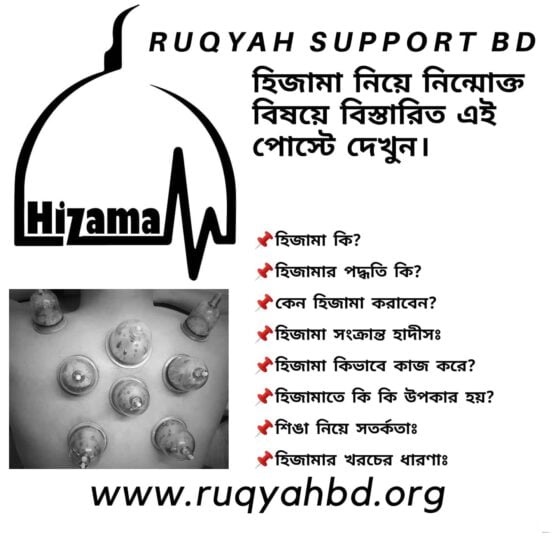 RUQYAH SUPPORT BD
হিজামা নিয়ে নিন্মোক্ত
বিষয়ে বিস্তারিত এই
পোস্টে দেখুন।
Hizama
📌হিজামা কি?
📌হিজামার পদ্ধতি কি?
📌কেন হিজামা করাবেন?
📌হিজামা সংক্রান্ত হাদীসঃ
📌হিজামা কিভাবে কাজ করে?
📌হিজামাতে কি কি উপকার হয়?
📌শিঙা নিয়ে সতর্কতাঃ
📌হিজামার খরচের ধারণাঃ
www.ruqyahbd.org